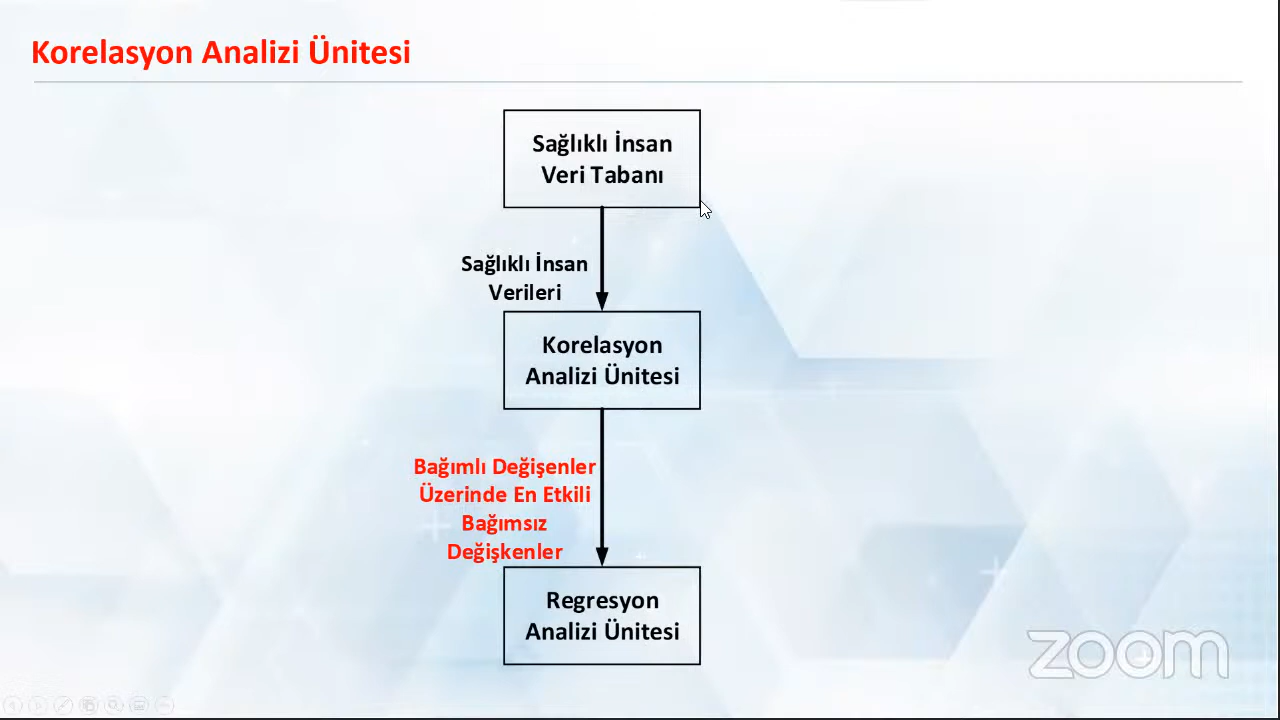 Korelasyon Analizi Ünitesi
Sağlıklı İnsan
Veri Tabanı
Sağlıklı İnsan
Verileri
Korelasyon
Analizi Ünitesi
Bağımlı Değişenler
Üzerinde En Etkili
Bağımsız
Değişkenler
Regresyon
Analizi Ünitesi
zoom